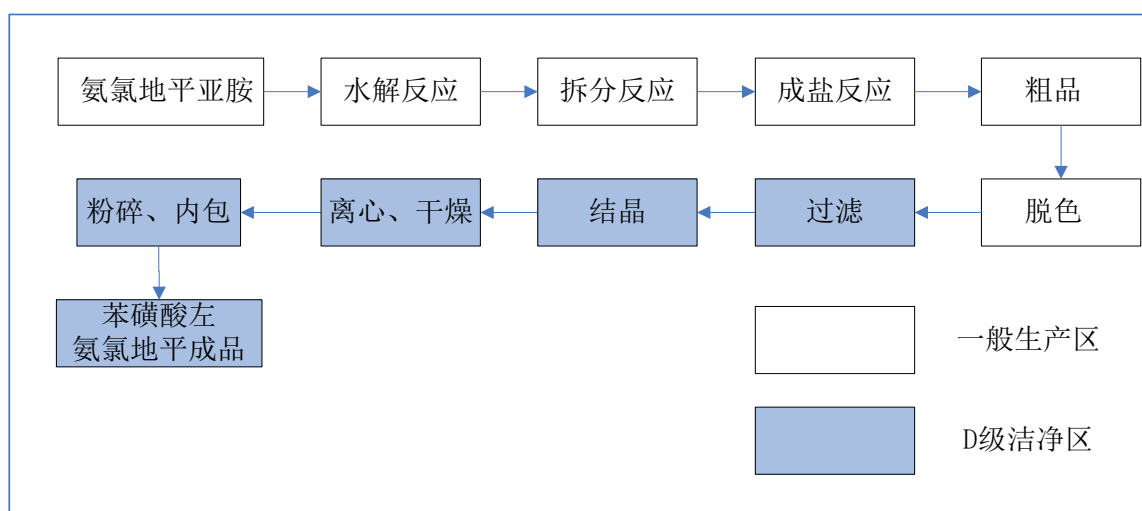 氨氯地平亚胺
水解反应
拆分反应
成盐反应
粗品
粉碎、内包
离心、干燥
结晶
过滤
脱色
苯磺酸左
氨氯地平成品
一般生产区
D级洁净区